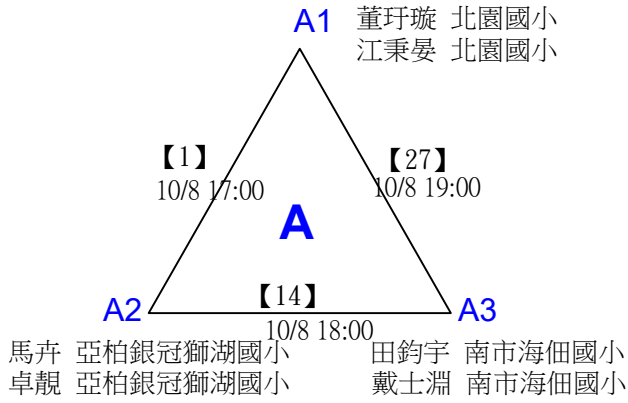 A1
董玗璇 北園國小
江秉晏 北園國小
【1】
10/8 17:00
【27】
10/8 19:00
A
【14】
10/8 18:00
A2
A3
馬卉 亞柏銀冠獅湖國小
卓靚 亞柏銀冠獅湖國小
田鈞宇 南市海佃國小
戴士淵 南市海佃國小